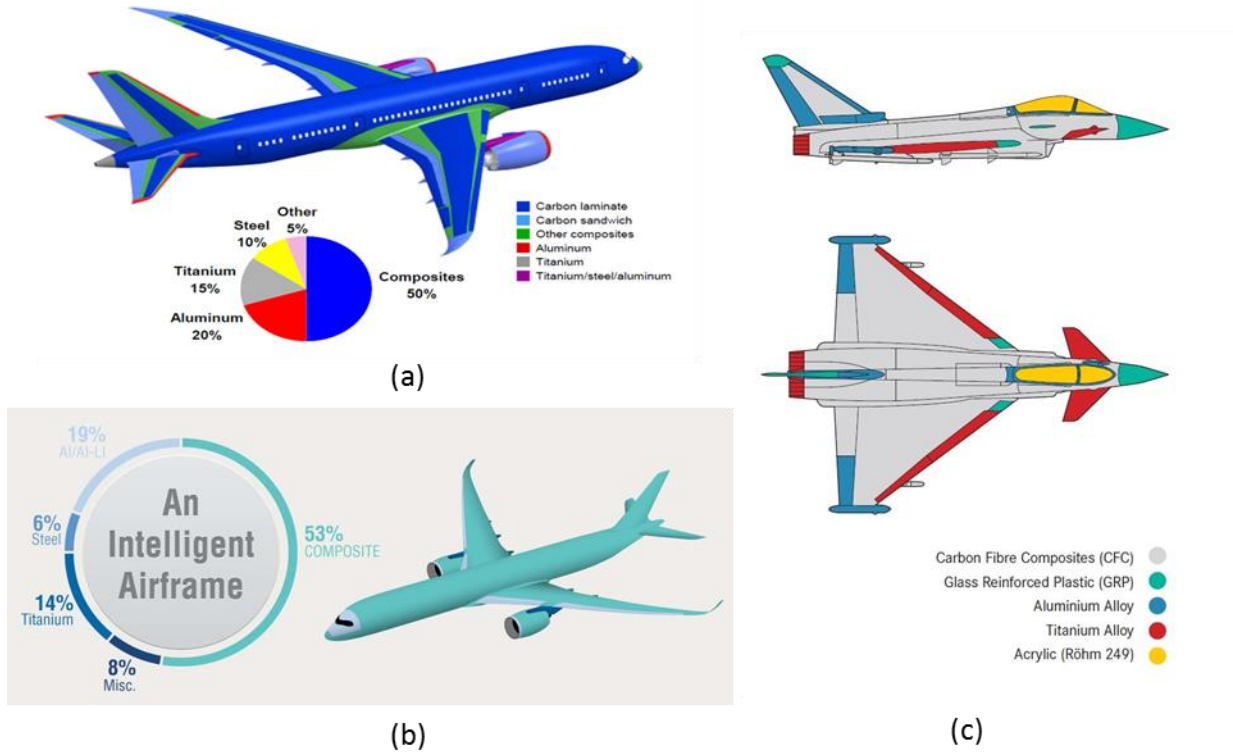 Other
5%
Steel
10%
Titanium
15%
Aluminum
20%
Composites
50%
Carbon laminate
Carbon sandwich
Other composites
Aluminum
Titanium
Titanium/steel/aluminum
(a)
19%
Al/Al-Li
6%
Steel
14%
Titanium
8%
Misc.
53%
COMPOSITE
An
Intelligent
Airframe
(b)
Carbon Fibre Composites (CFC)
Glass Reinforced Plastic (GRP)
Aluminium Alloy
Titanium Alloy
Acrylic (Röhm 249)
(c)